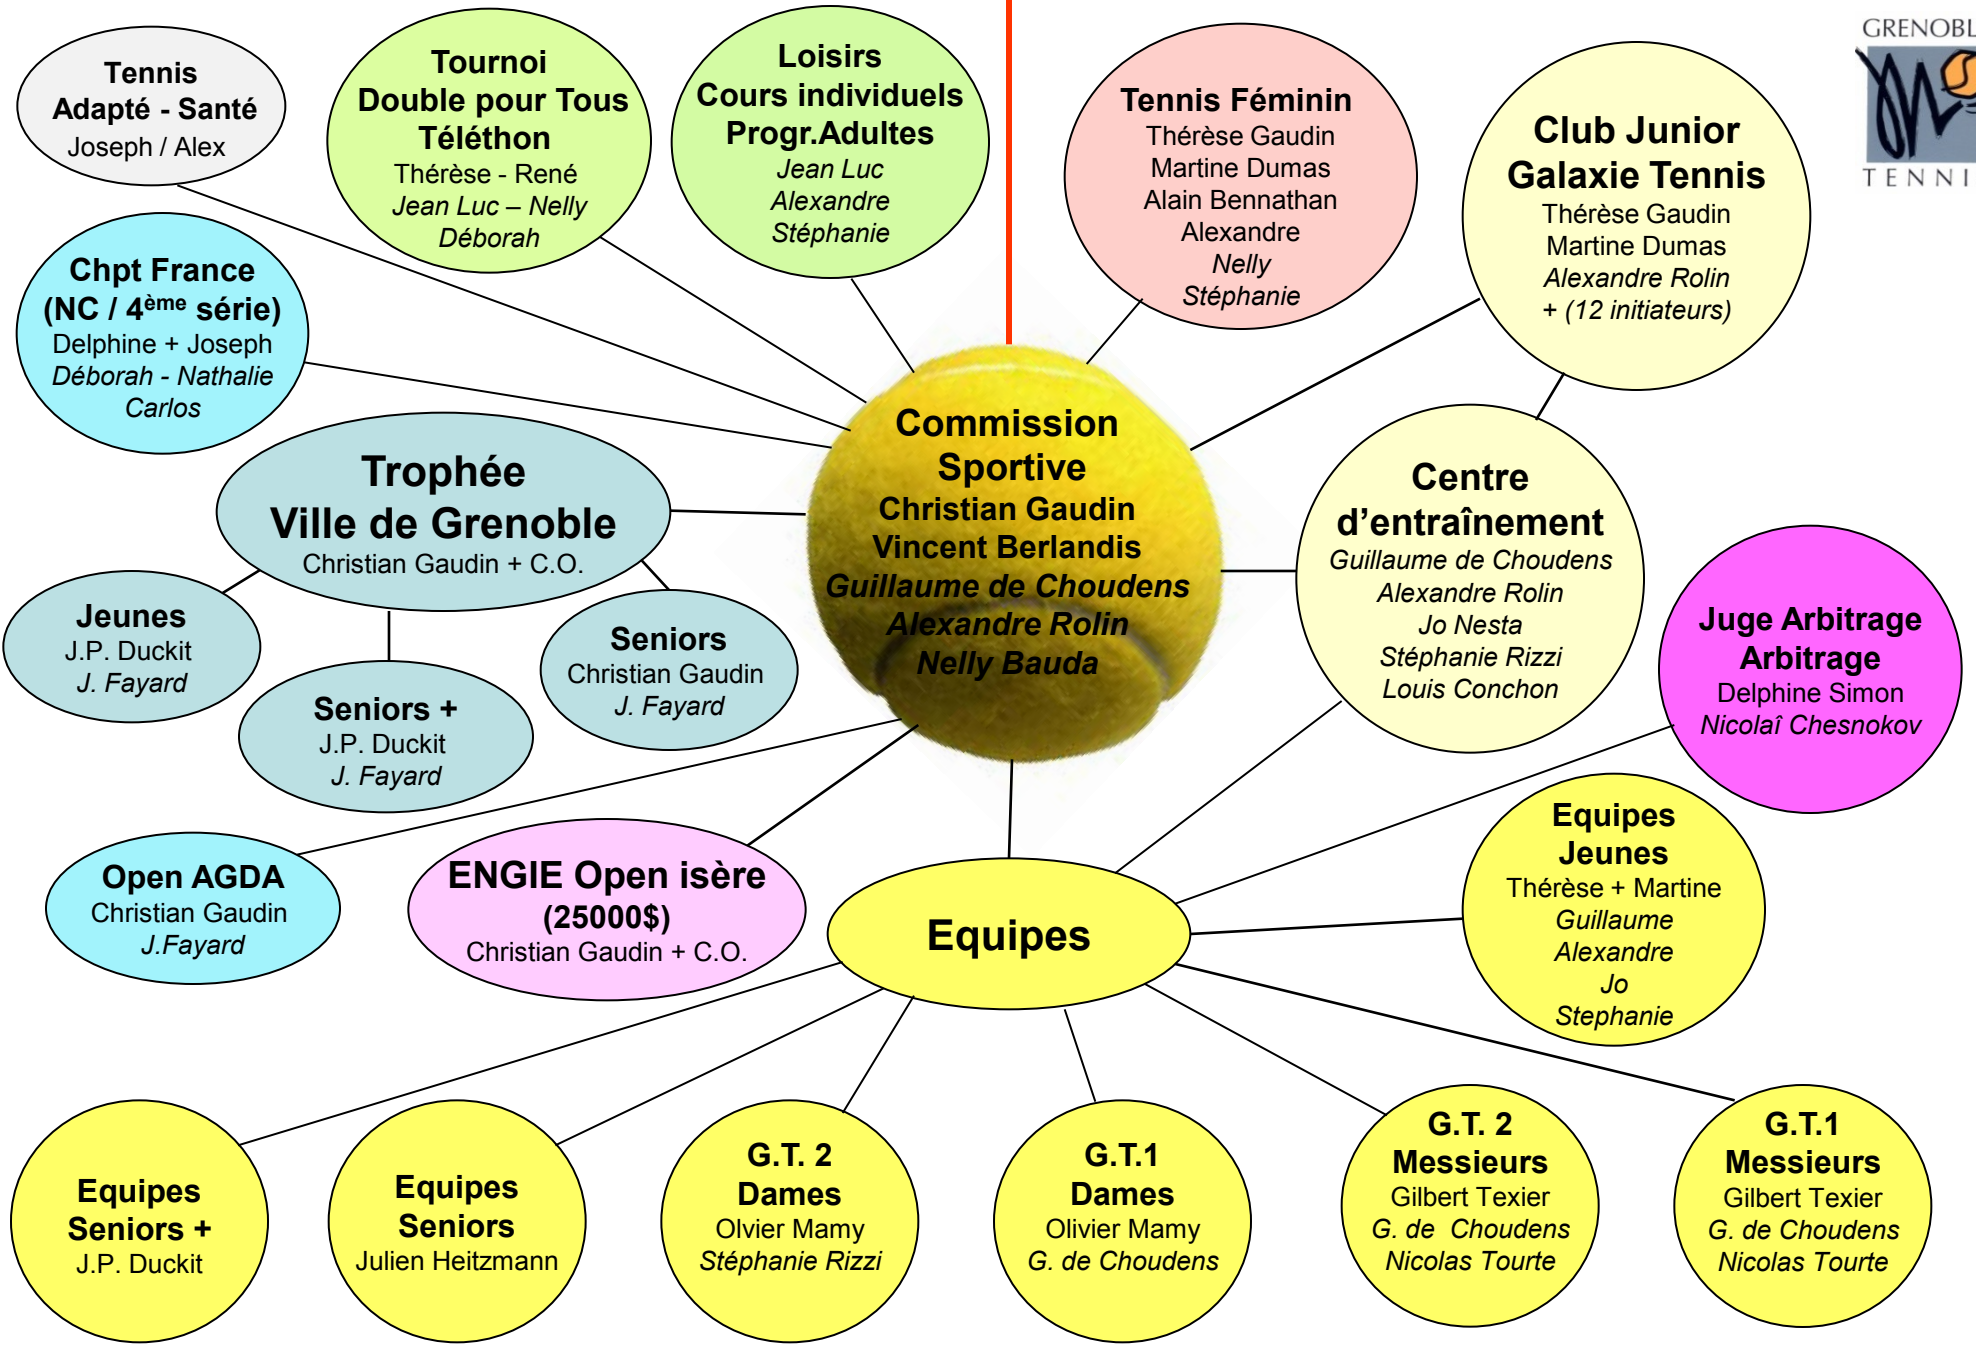 Tennis
Adapté - Santé
Joseph / Alex
Tournoi
Double pour Tous
Téléthon
Thérèse - René
Jean Luc – Nelly
Déborah
Loisirs
Cours individuels
Progr.Adultes
Jean Luc
Alexandre
Stéphanie
Tennis Féminin
Thérèse Gaudin
Martine Dumas
Alain Bennathan
Alexandre
Nelly
Stéphanie
Club Junior
Galaxie Tennis
Thérèse Gaudin
Martine Dumas
Alexandre Rolin
+ (12 initiateurs)
GRENOBL
TENNI
Chpt France
(NC / 4ème série)
Delphine + Joseph
Déborah - Nathalie
Carlos
Trophée
Ville de Grenoble
Christian Gaudin + C.O.
Commission
Sportive
Christian Gaudin
Vincent Berlandis
Guillaume de Choudens
Alexandre Rolin
Nelly Bauda
Centre
d’entraînement
Guillaume de Choudens
Alexandre Rolin
Jo Nesta
Stéphanie Rizzi
Louis Conchon
Juge Arbitrage
Arbitrage
Delphine Simon
Nicolaî Chesnokov
Jeunes
J.P. Duckit
J. Fayard
Seniors +
J.P. Duckit
J. Fayard
Seniors
Christian Gaudin
J. Fayard
Open AGDA
Christian Gaudin
J.Fayard
ENGIE Open isère
(25000$)
Christian Gaudin + C.O.
Equipes
Equipes
Jeunes
Thérèse + Martine
Guillaume
Alexandre
Jo
Stephanie
Equipes
Seniors +
J.P. Duckit
Equipes
Seniors
Julien Heitzmann
G.T. 2
Dames
Olvier Mamy
Stéphanie Rizzi
G.T.1
Dames
Olivier Mamy
G. de Choudens
G.T. 2
Messieurs
Gilbert Texier
G. de  Choudens
Nicolas Tourte
G.T.1
Messieurs
Gilbert Texier
G. de Choudens
Nicolas Tourte